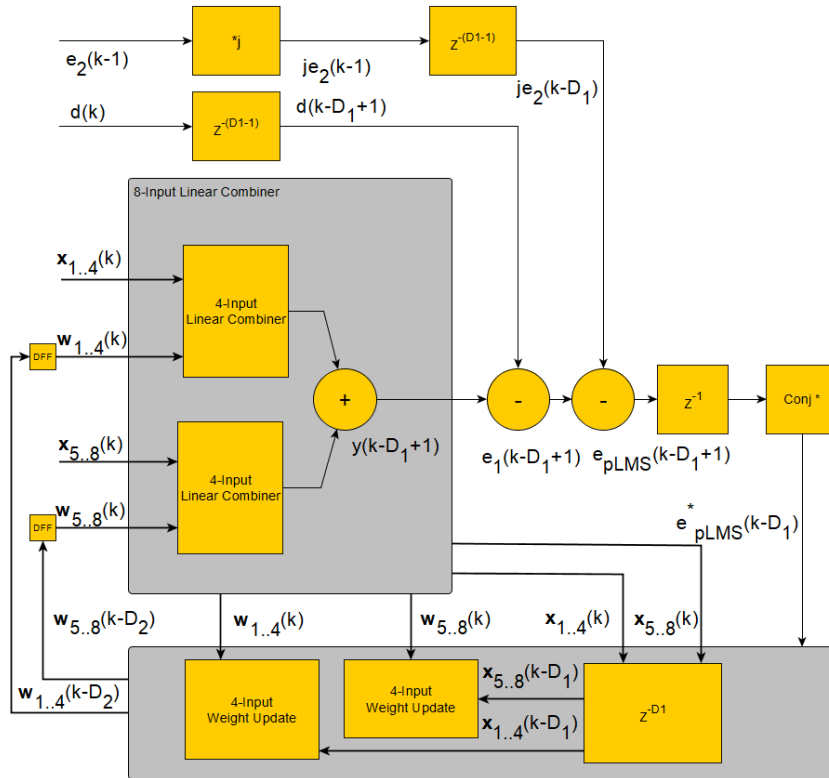 *j
z-(D1-1)
e2(k-1)
je2(k-1)
je2(k-D1)
d(k)
z-(D1-1)
d(k-D1+1)
8-Input Linear Combiner
x1..4(k)
4-Input
Linear Combiner
DFF
w1..4(k)
+
-
-
z-1
Conj *
x5..8(k)
4-Input
Linear Combiner
y(k-D1+1)
e1(k-D1+1)
epLMS(k-D1+1)
DFF
w5..8(k)
e*pLMS(k-D1)
w5..8(k-D2)
w1..4(k)
w5..8(k)
x1..4(k)
x5..8(k)
w1..4(k-D2)
4-Input
Weight Update
4-Input
Weight Update
x5..8(k-D1)
x1..4(k-D1)
z-D1